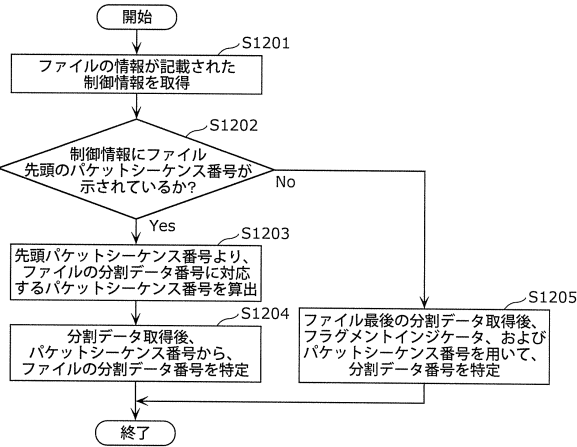 開始
S1201
ファイルの情報が記載された
制御情報を取得
S1202
制御情報にファイル
先頭のパケットシーケンス番号が
示されているか?
No
Yes
S1203
先頭パケットシーケンス番号より、
ファイルの分割データ番号に対応
するパケットシーケンス番号を算出
S1204
分割データ取得後、
パケットシーケンス番号から、
ファイルの分割データ番号を特定
S1205
ファイル最後の分割データ取得後、
フラグメントインジケータ、および
パケットシーケンス番号を用いて、
分割データ番号を特定
終了